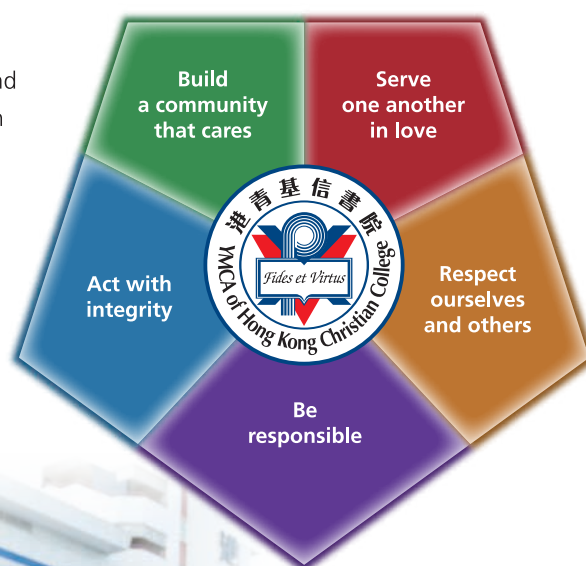 Build
a community
that cares
Serve
one another
in love
Act with
integrity
港青基信書院
Fides et Virtus
YMCA of Hong Kong Christian College
Respect
ourselves
and others
Be
responsible